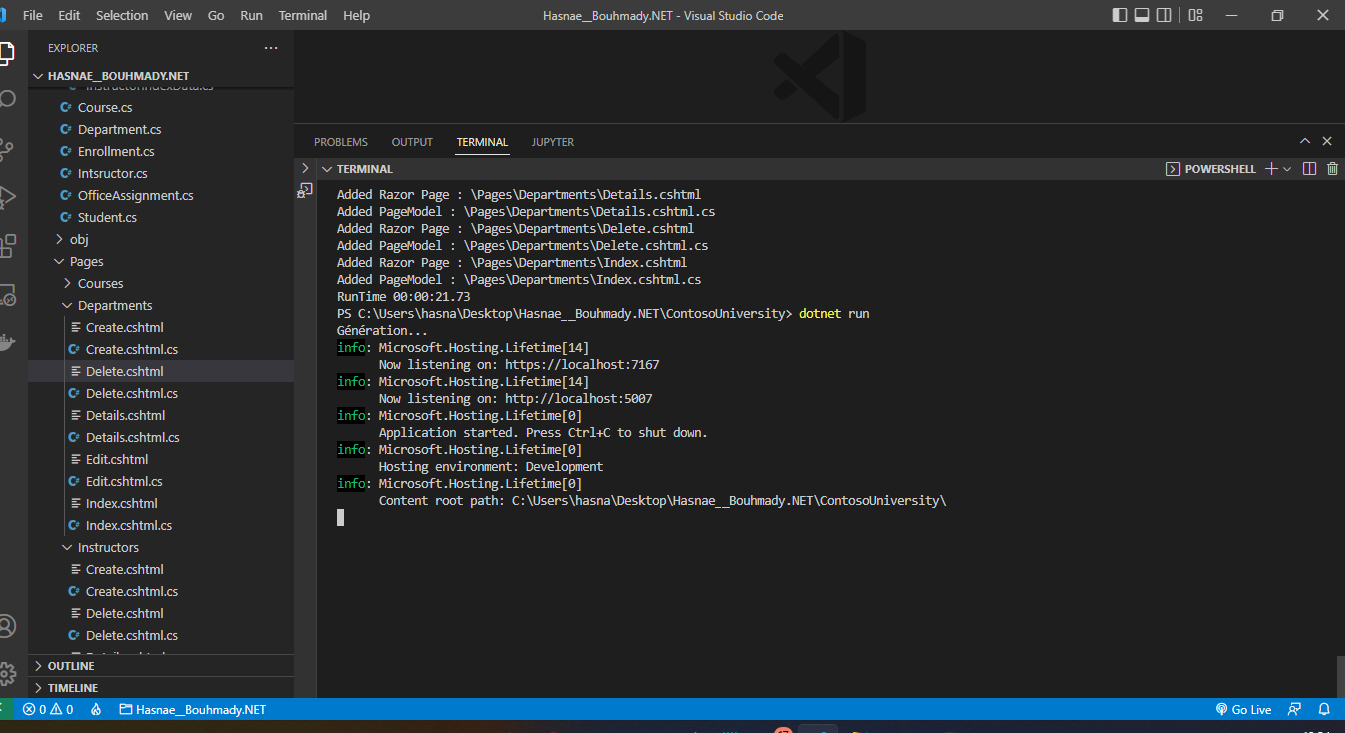 File Edit Selection View Go Run Terminal Help
Hasnae__Bouhmady.NET - Visual Studio Code
EXPLORER
HASNAE__BOUHMADY.NET
InstructorIndexData.cs
Course.cs
Department.cs
Enrollment.cs
Intsructor.cs
OfficeAssignment.cs
Student.cs
obj
Pages
Courses
Departments
Create.cshtml
Create.cshtml.cs
Delete.cshtml
Delete.cshtml.cs
Details.cshtml
Details.cshtml.cs
Edit.cshtml
Edit.cshtml.cs
Index.cshtml
Index.cshtml.cs
Instructors
Create.cshtml
Create.cshtml.cs
Delete.cshtml
Delete.cshtml.cs
OUTLINE
TIMELINE
PROBLEMS OUTPUT TERMINAL JUPYTER
TERMINAL
POWERSHELL
Added Razor Page : \Pages\Departments\Details.cshtml
Added PageModel : \Pages\Departments\Details.cshtml.cs
Added Razor Page : \Pages\Departments\Delete.cshtml
Added PageModel : \Pages\Departments\Delete.cshtml.cs
Added Razor Page : \Pages\Departments\Index.cshtml
Added PageModel : \Pages\Departments\Index.cshtml.cs
RunTime 00:00:21.73
PS C:\Users\hasna\Desktop\Hasnae__Bouhmady.NET\ContosoUniversity> dotnet run
Génération...
info: Microsoft.Hosting.Lifetime[14]
Now listening on: https://localhost:7167
info: Microsoft.Hosting.Lifetime[14]
Now listening on: http://localhost:5007
info: Microsoft.Hosting.Lifetime[0]
Application started. Press Ctrl+C to shut down.
info: Microsoft.Hosting.Lifetime[0]
Hosting environment: Development
info: Microsoft.Hosting.Lifetime[0]
Content root path: C:\Users\hasna\Desktop\Hasnae__Bouhmady.NET\ContosoUniversity\
0 0 Hasnae__Bouhmady.NET
Go Live